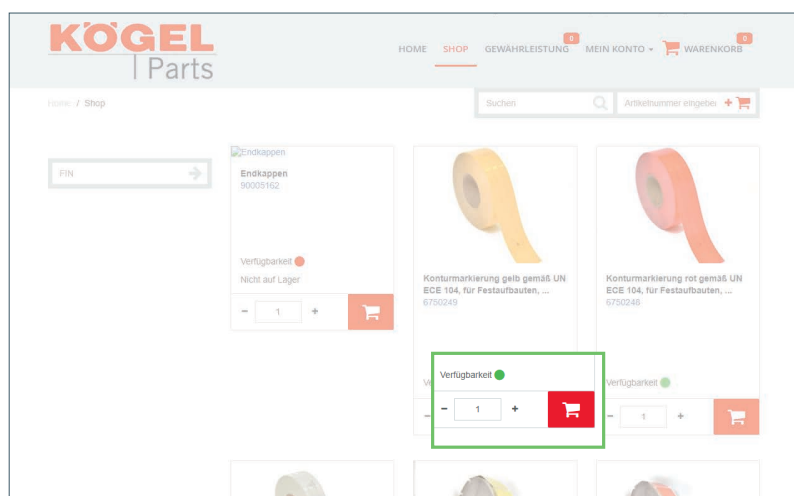 KÖGEL
Parts
HOME SHOP GEWÄHRLEISTUNG 0 MEIN KONTO WARENKORB 0
Home / Shop
Suchen
Artikelnummer eingeben
FIN
Endkappen
Endkappen
90005162
Verfügbarkeit
Nicht auf Lager
- 1 +
Konturmarkierung gelb gemäß UN
ECE 104, für Festaufbauten, ...
6750249
Verfügbarkeit
- 1 +
Konturmarkierung rot gemäß UN
ECE 104, für Festaufbauten, ...
6750246
Verfügbarkeit
- 1 +